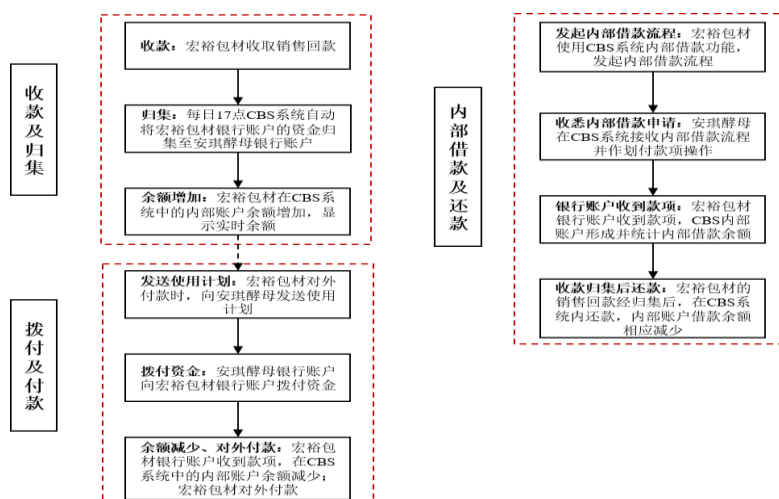 收款及归集
收款：宏裕包材收取销售回款
归集：每日17点CBS系统自动
将宏裕包材银行账户的资金归
集至安琪酵母银行账户
余额增加：宏裕包材在CBS系
统中的内部账户余额增加，显
示实时余额
拨付及付款
发送使用计划：宏裕包材对外
付款时，向安琪酵母发送使用
计划
拨付资金：安琪酵母银行账户
向宏裕包材银行账户拨付资金
余额减少、对外付款：宏裕包
材银行账户收到款项，在CBS
系统中的内部账户余额减少；
宏裕包材对外付款
内部借款及还款
发起内部借款流程：宏裕包材
使用CBS系统内部借款功能，
发起内部借款流程
收悉内部借款申请：安琪酵母
在CBS系统接收内部借款流程
并作划付款项操作
银行账户收到款项：宏裕包材
银行账户收到款项，CBS内部
账户形成并统计内部借款余额
收款归集后还款：宏裕包材的
销售回款经归集后，在CBS系
统内还款，内部账户借款余额
相应减少